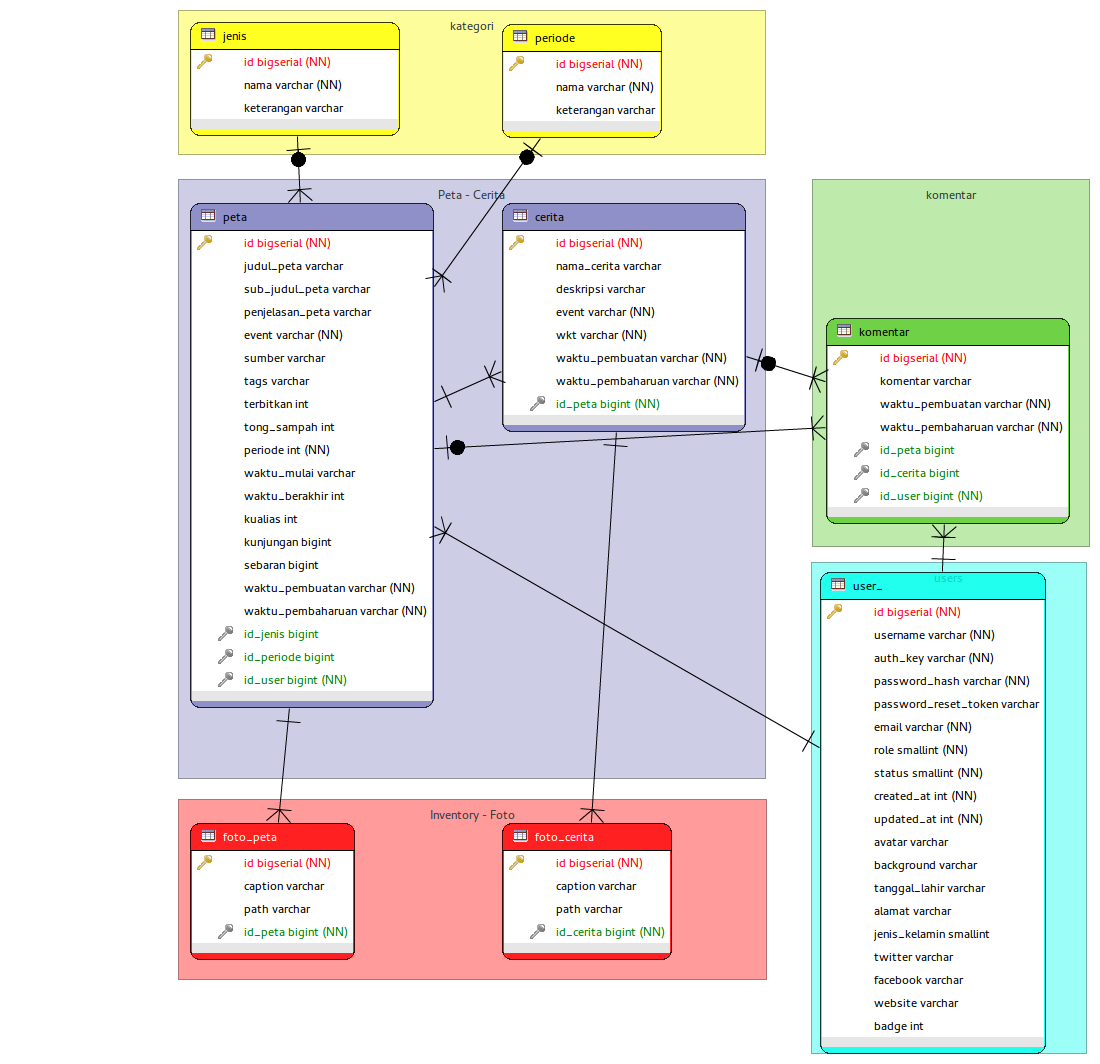 kategori
jenis
id bigserial (NN)
nama varchar (NN)
keterangan varchar
periode
id bigserial (NN)
nama varchar (NN)
keterangan varchar
Peta - Cerita
peta
id bigserial (NN)
judul_peta varchar
sub_judul_peta varchar
penjelasan_peta varchar
event varchar (NN)
sumber varchar
tags varchar
terbitkan int
tong_sampah int
periode int (NN)
waktu_mulai varchar
waktu_berakhir int
kualias int
kunjungan bigint
sebaran bigint
waktu_pembuatan varchar (NN)
waktu_pembaharuan varchar (NN)
id_jenis bigint
id_periode bigint
id_user bigint (NN)
cerita
id bigserial (NN)
nama_cerita varchar
deskripsi varchar
event varchar (NN)
wkt varchar (NN)
waktu_pembuatan varchar (NN)
waktu_pembaharuan varchar (NN)
id_peta bigint (NN)
komentar
komentar
id bigserial (NN)
komentar varchar
waktu_pembuatan varchar (NN)
waktu_pembaharuan varchar (NN)
id_peta bigint
id_cerita bigint
id_user bigint (NN)
users
user_
id bigserial (NN)
username varchar (NN)
auth_key varchar (NN)
password_hash varchar (NN)
password_reset_token varchar
email varchar (NN)
role smallint (NN)
status smallint (NN)
created_at int (NN)
updated_at int (NN)
avatar varchar
background varchar
tanggal_lahir varchar
alamat varchar
jenis_kelamin smallint
twitter varchar
facebook varchar
website varchar
badge int
Inventory - Foto
foto_peta
id bigserial (NN)
caption varchar
path varchar
id_peta bigint (NN)
foto_cerita
id bigserial (NN)
caption varchar
path varchar
id_cerita bigint (NN)